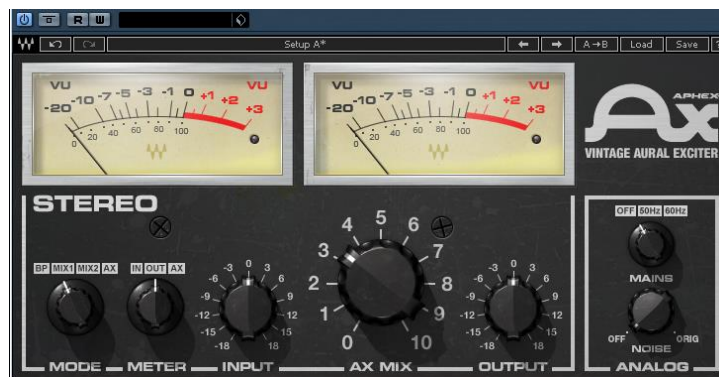 R W
Setup A*
A→B Load Save ?
VU VU
-20 -10 -7 -5 -3 -1 0 +1 +2 +3
0 20 40 60 80 100
VU VU
-20 -10 -7 -5 -3 -1 0 +1 +2 +3
0 20 40 60 80 100
APHEX
Ax
VINTAGE AURAL EXCITER
STEREO
BP MIX1 MIX2 AX
MODE
IN OUT AX
METER
-18 -15 -12 -9 -6 -3 0 3 6 9 12 15 18
INPUT
0 1 2 3 4 5 6 7 8 9 10
AX MIX
-18 -15 -12 -9 -6 -3 0 3 6 9 12 15 18
OUTPUT
OFF 50Hz 60Hz
MAINS
OFF ORIG
NOISE
ANALOG